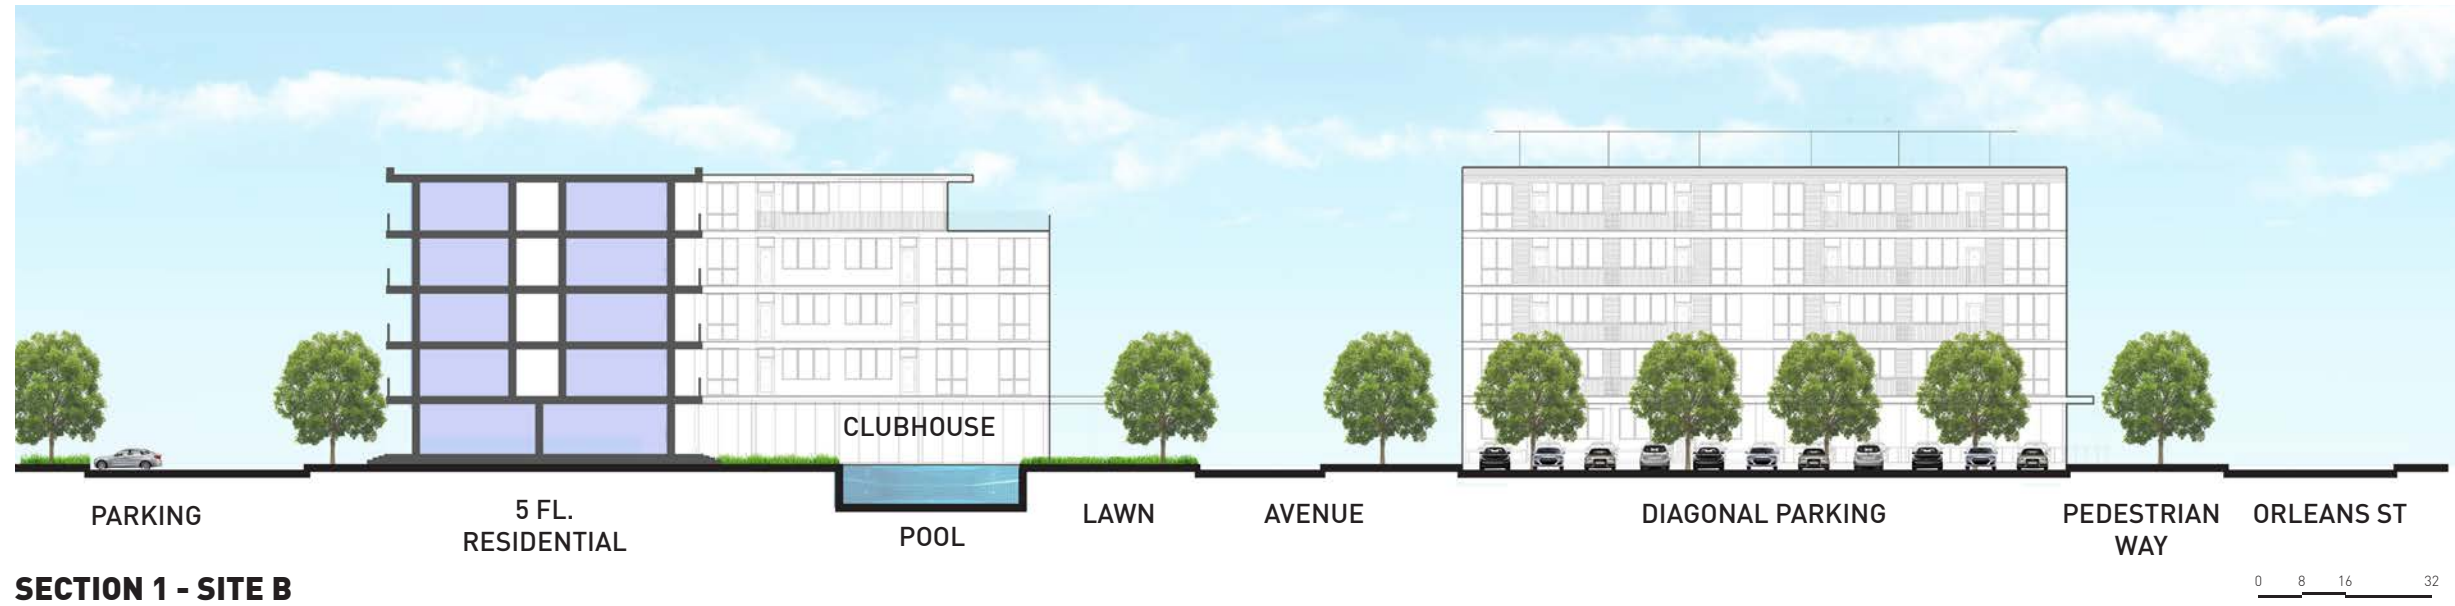 CLUBHOUSE
PARKING
5 FL.
RESIDENTIAL
POOL
LAWN
AVENUE
DIAGONAL PARKING
PEDESTRIAN
WAY
ORLEANS ST
SECTION 1 - SITE B
0 8 16 32